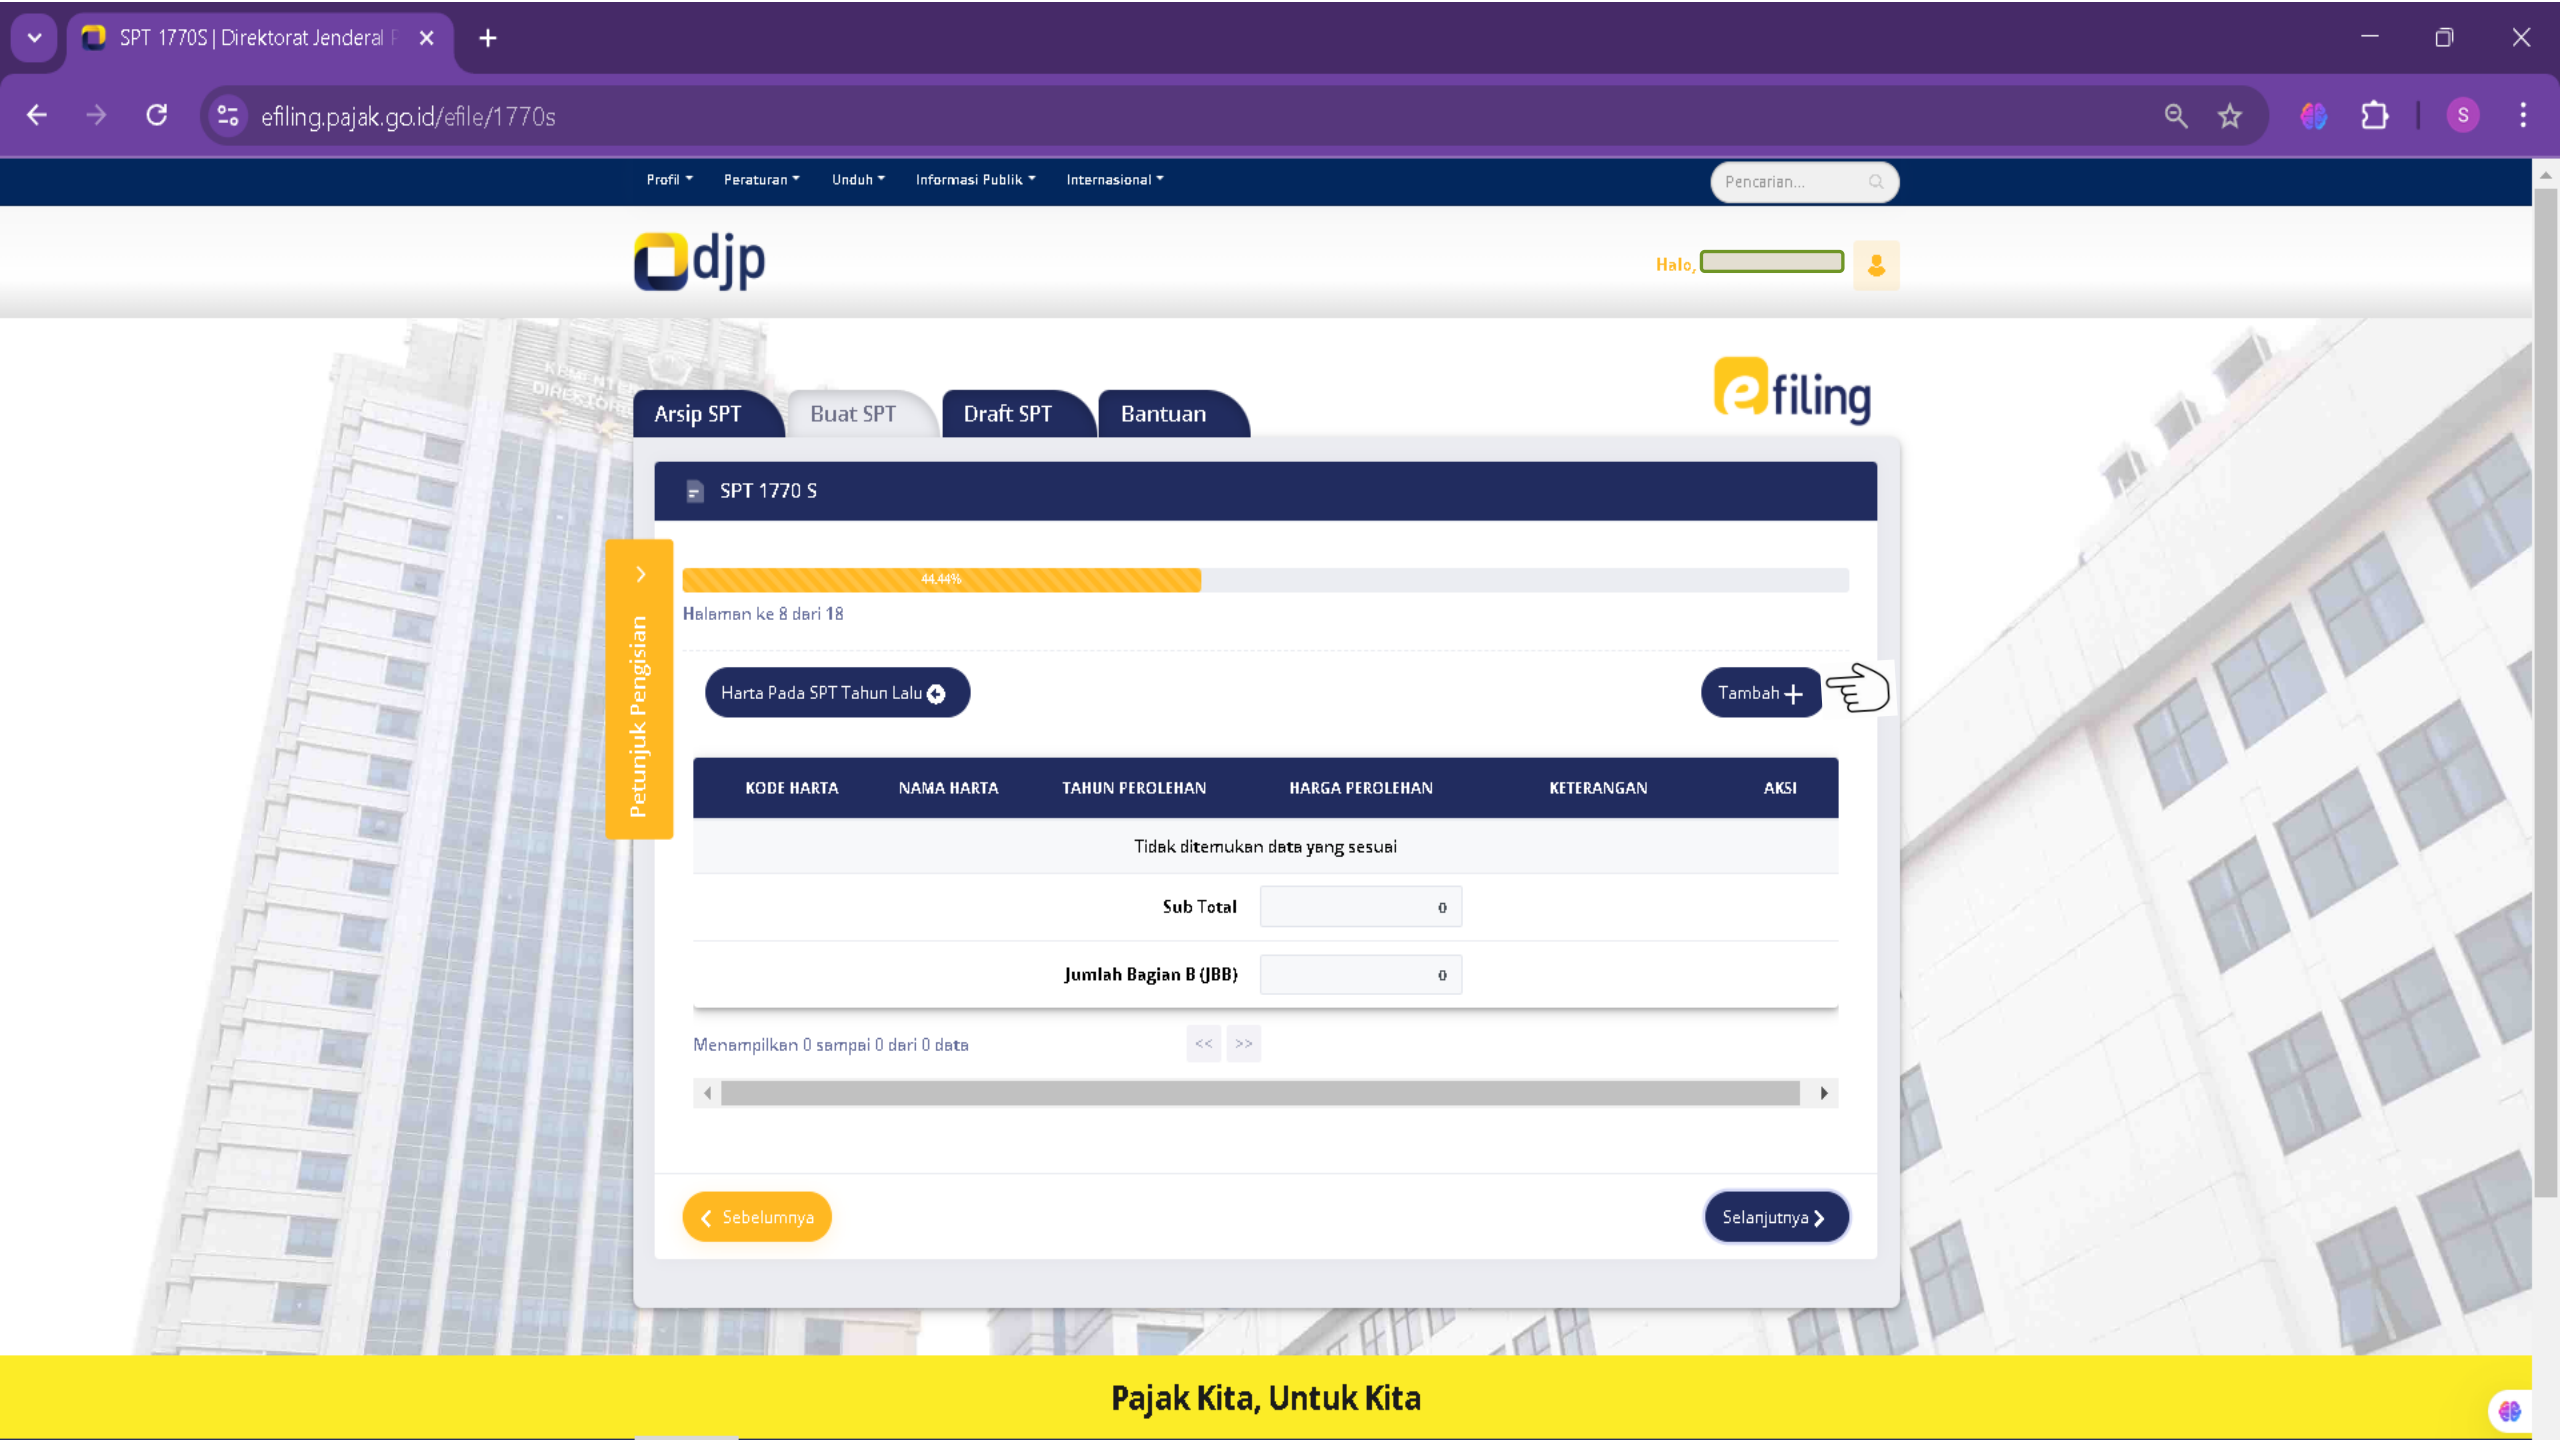 SPT 1770S | Direktorat Jenderal P
efiling.pajak.go.id/efile/1770s
S
Profil Peraturan Unduh Informasi Publik Internasional
Pencarian...
djp
Halo,
efiling
Arsip SPT Buat SPT Draft SPT Bantuan
SPT 1770 S
Petunjuk Pengisian
44.44%
Halaman ke 8 dari 18
Harta Pada SPT Tahun Lalu
Tambah
KODE HARTA NAMA HARTA TAHUN PEROLEHAN HARGA PEROLEHAN KETERANGAN AKSI
Tidak ditemukan data yang sesuai
Sub Total 0
Jumlah Bagian B (JBB) 0
Menampilkan 0 sampai 0 dari 0 data << >>
Sebelumnya
Selanjutnya
Pajak Kita, Untuk Kita